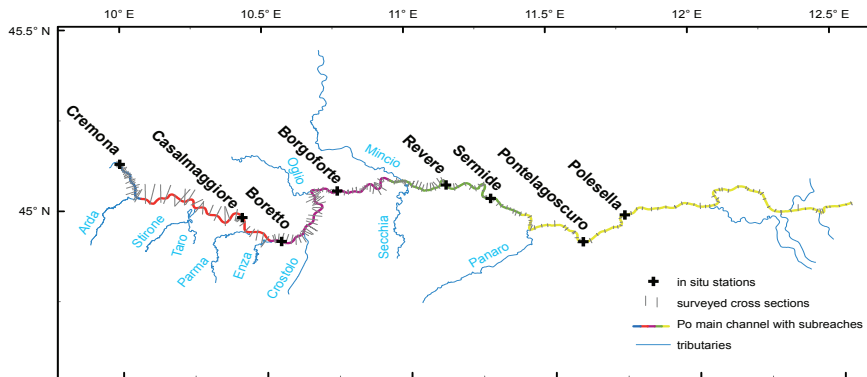 10° E
10.5° E
11° E
11.5° E
12° E
12.5° E
45.5° N
45° N
Cremona
Casalmaggiore
Boretto
Borgoforte
Revere
Sermide
Pontelagoscuro
Polesella
Arda
Stirone
Taro
Parma
Enza
Crostolo
Oglio
Mincio
Secchia
Panaro
in situ stations
surveyed cross sections
Po main channel with subreaches
tributaries